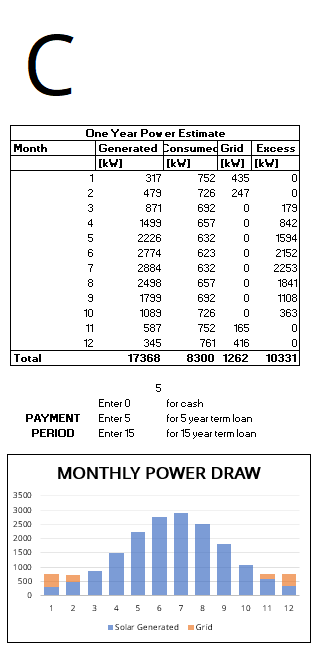 C
One Year Power Estimate
Month Generated Consumed Grid Excess
[kW] [kW] [kW] [kW]
1 317 752 435 0
2 479 726 247 0
3 871 692 0 179
4 1499 657 0 842
5 2226 632 0 1594
6 2774 623 0 2152
7 2884 632 0 2253
8 2498 657 0 1841
9 1799 692 0 1108
10 1089 726 0 363
11 587 752 165 0
12 345 761 416 0
Total 17368 8300 1262 10331
5
Enter 0 for cash
PAYMENT Enter 5 for 5 year term loan
PERIOD Enter 15 for 15 year term loan
MONTHLY POWER DRAW
3500
3000
2500
2000
1500
1000
500
0
1 2 3 4 5 6 7 8 9 10 11 12
Solar Generated Grid